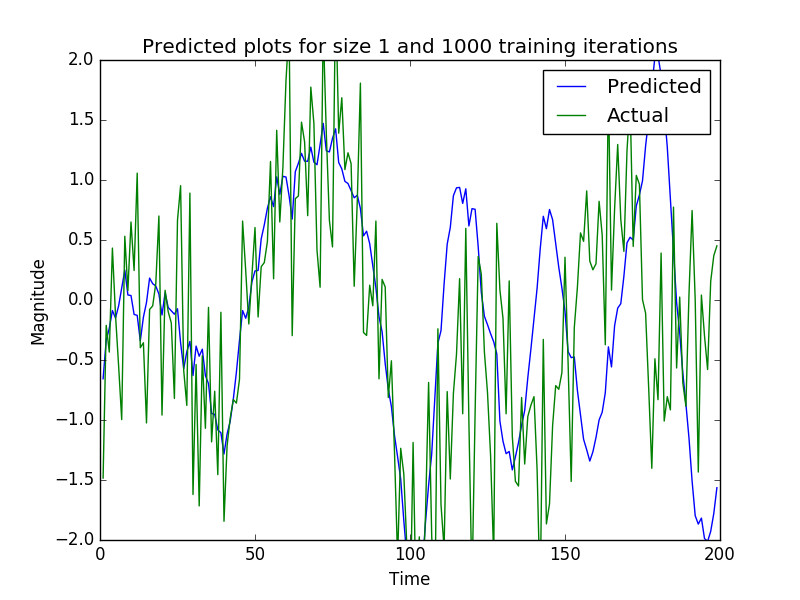 Predicted plots for size 1 and 1000 training iterations
Predicted
Actual
2.0
1.5
1.0
0.5
0.0
−0.5
−1.0
−1.5
−2.0
Magnitude
0
50
100
150
200
Time